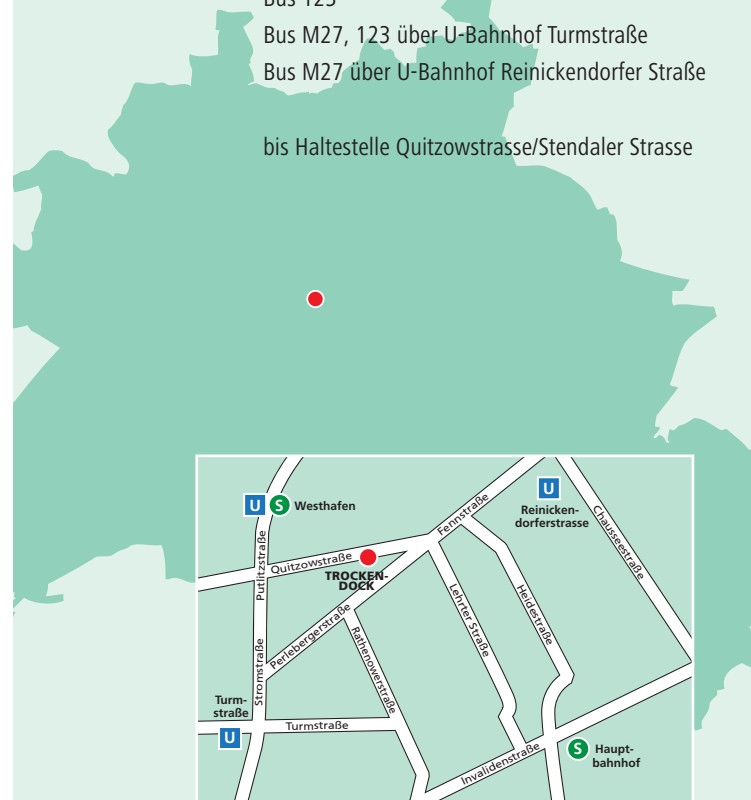 Bus 123
Bus M27, 123 über U-Bahnhof Turmstraße
Bus M27 über U-Bahnhof Reinickendorfer Straße
bis Haltestelle Quitzowstrasse/Stendaler Strasse
U S Westhafen
U
Reinicken-
dorferstrasse
Fennstraße
Chausseestraße
Putlitzstraße
Quitzowstraße
TROCKEN-
DOCK
Perlebergerstraße
Rathenowerstraße
Lehrter Straße
Heidestraße
Stromstraße
Turm-
straße
U
Turmstraße
Invalidenstraße
S Haupt-
bahnhof